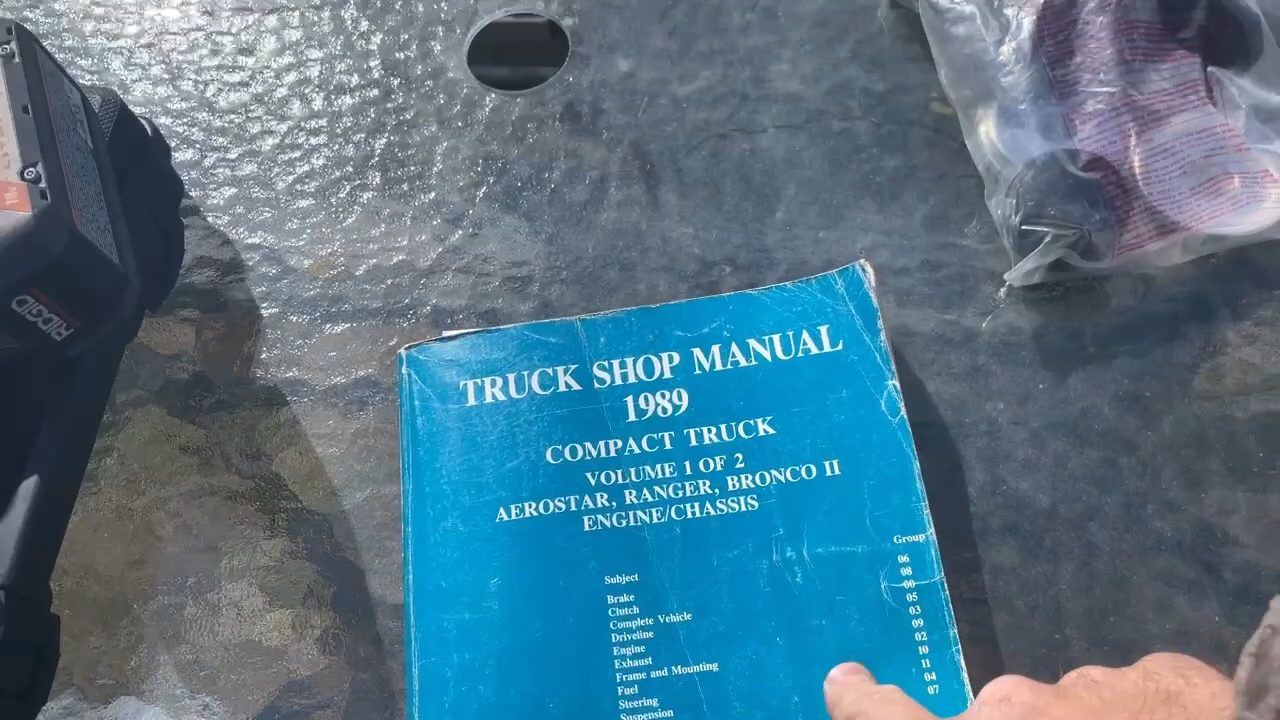 RIDGID
TRUCK SHOP MANUAL
1989
COMPACT TRUCK
VOLUME 1 OF 2
AEROSTAR, RANGER, BRONCO II
ENGINE/CHASSIS
Subject Group
Brake 06
Clutch 08
Complete Vehicle 00
Driveline 05
Engine 03
Exhaust 09
Frame and Mounting 02
Fuel 10
Steering 11
Suspension 04
07